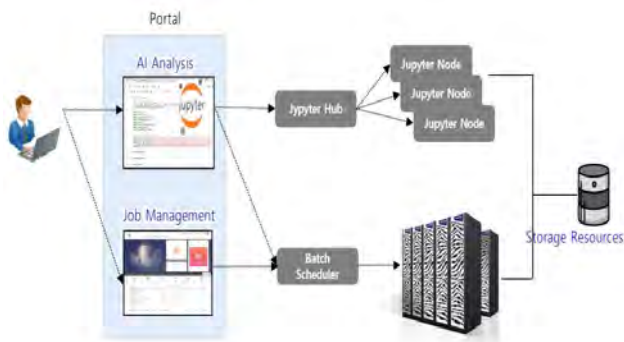 Portal
AI Analysis
jupyter
Jypyter Hub
Jupyter Node
Jupyter Node
Jupyter Node
Job Management
Batch
Scheduler
Storage Resources